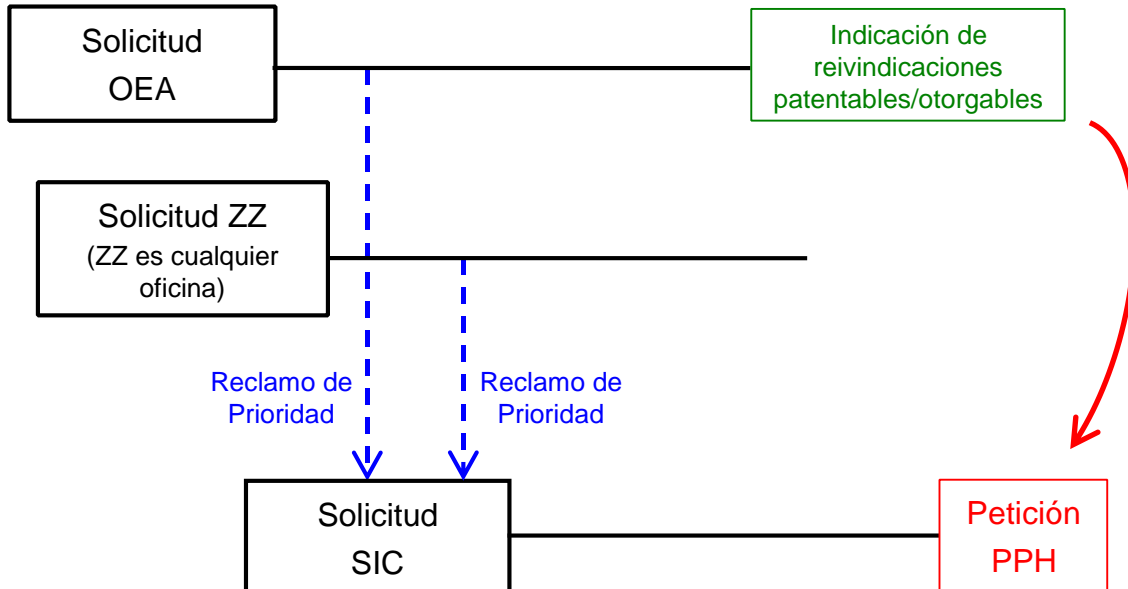 Solicitud
OEA
Indicación de
reivindicaciones
patentables/otorgables
Solicitud ZZ
(ZZ es cualquier
oficina)
Reclamo de
Prioridad
Reclamo de
Prioridad
Solicitud
SIC
Petición
PPH